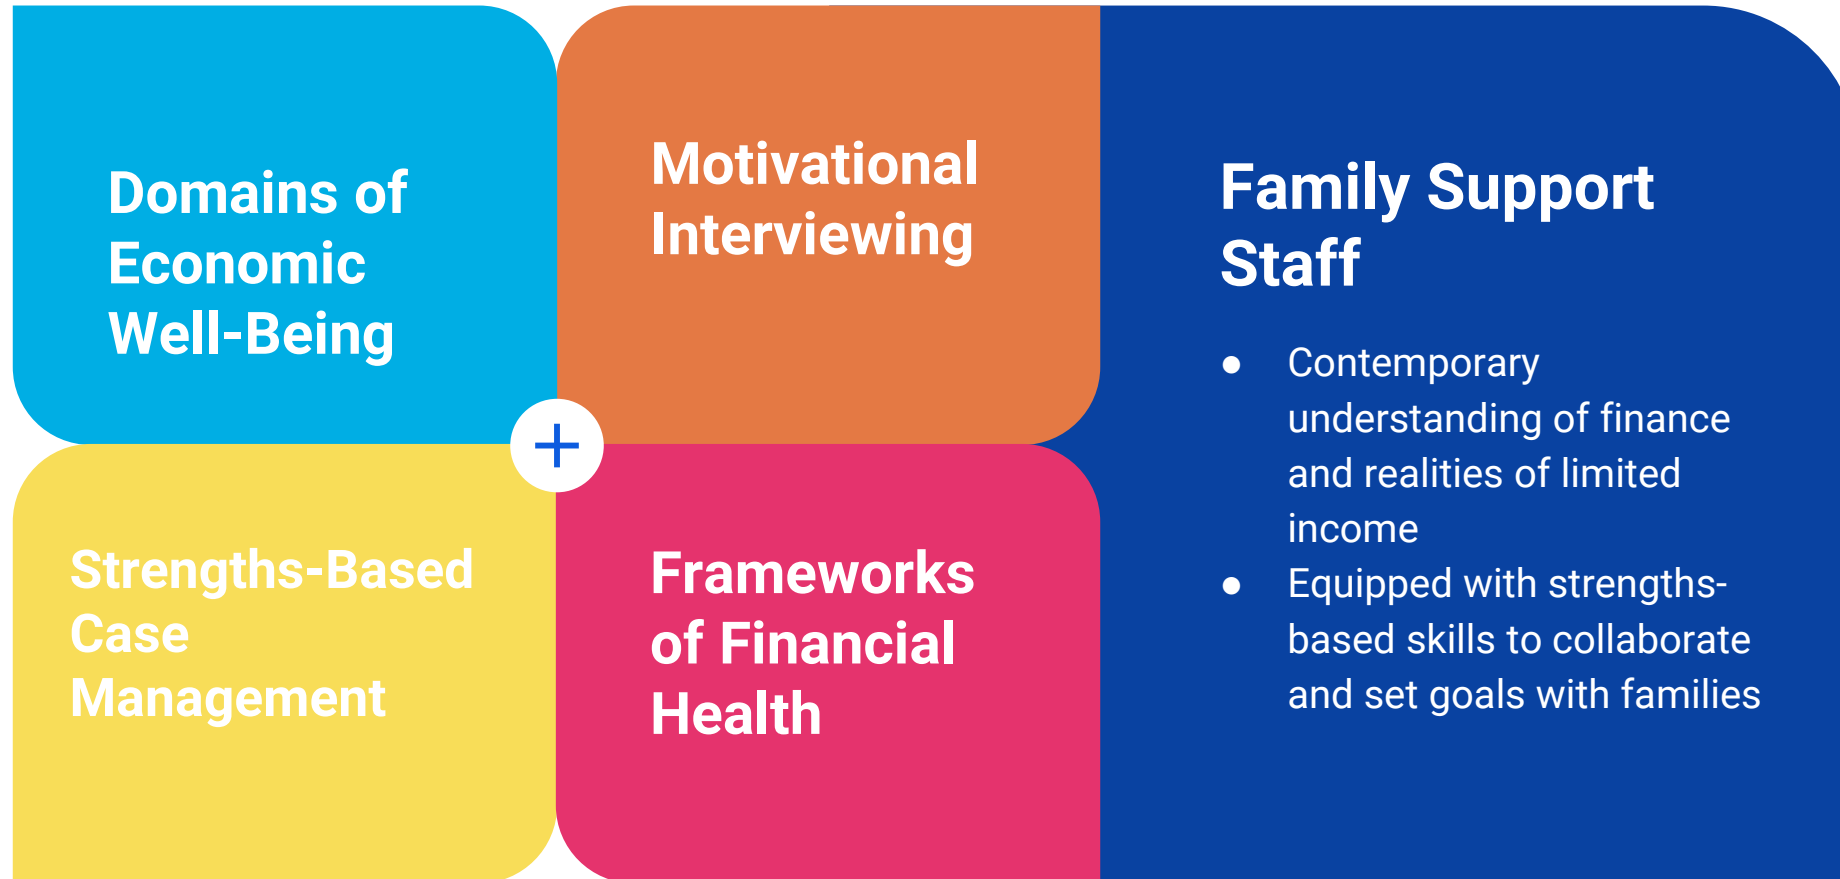 Domains of
Economic
Well-Being
Motivational
Interviewing
Strengths-Based
Case
Management
Frameworks
of Financial
Health
Family Support
Staff
● Contemporary
understanding of finance
and realities of limited
income
● Equipped with strengths-
based skills to collaborate
and set goals with families